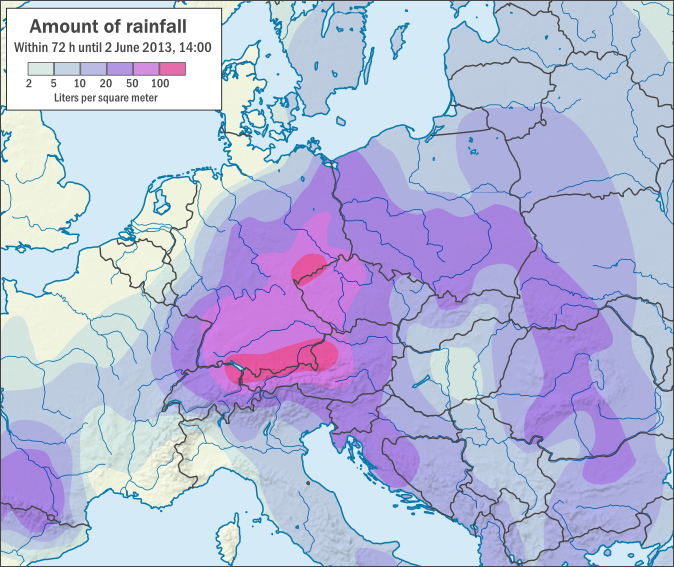 Amount of rainfall
Within 72 h until 2 June 2013, 14:00
2 5 10 20 50 100
Liters per square meter